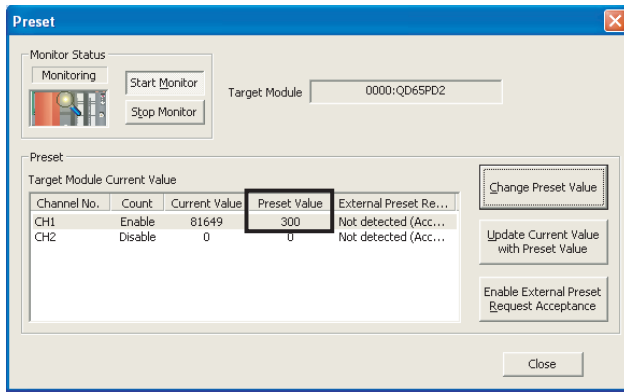 Preset
Monitor Status
Monitoring
Start Monitor
Stop Monitor
Target Module
0000:QD65PD2
Preset
Target Module Current Value
Channel No. Count Current Value Preset Value External Preset Re...
CH1 Enable 81649 300 Not detected (Acc...
CH2 Disable 0 0 Not detected (Acc...
Change Preset Value
Update Current Value
with Preset Value
Enable External Preset
Request Acceptance
Close